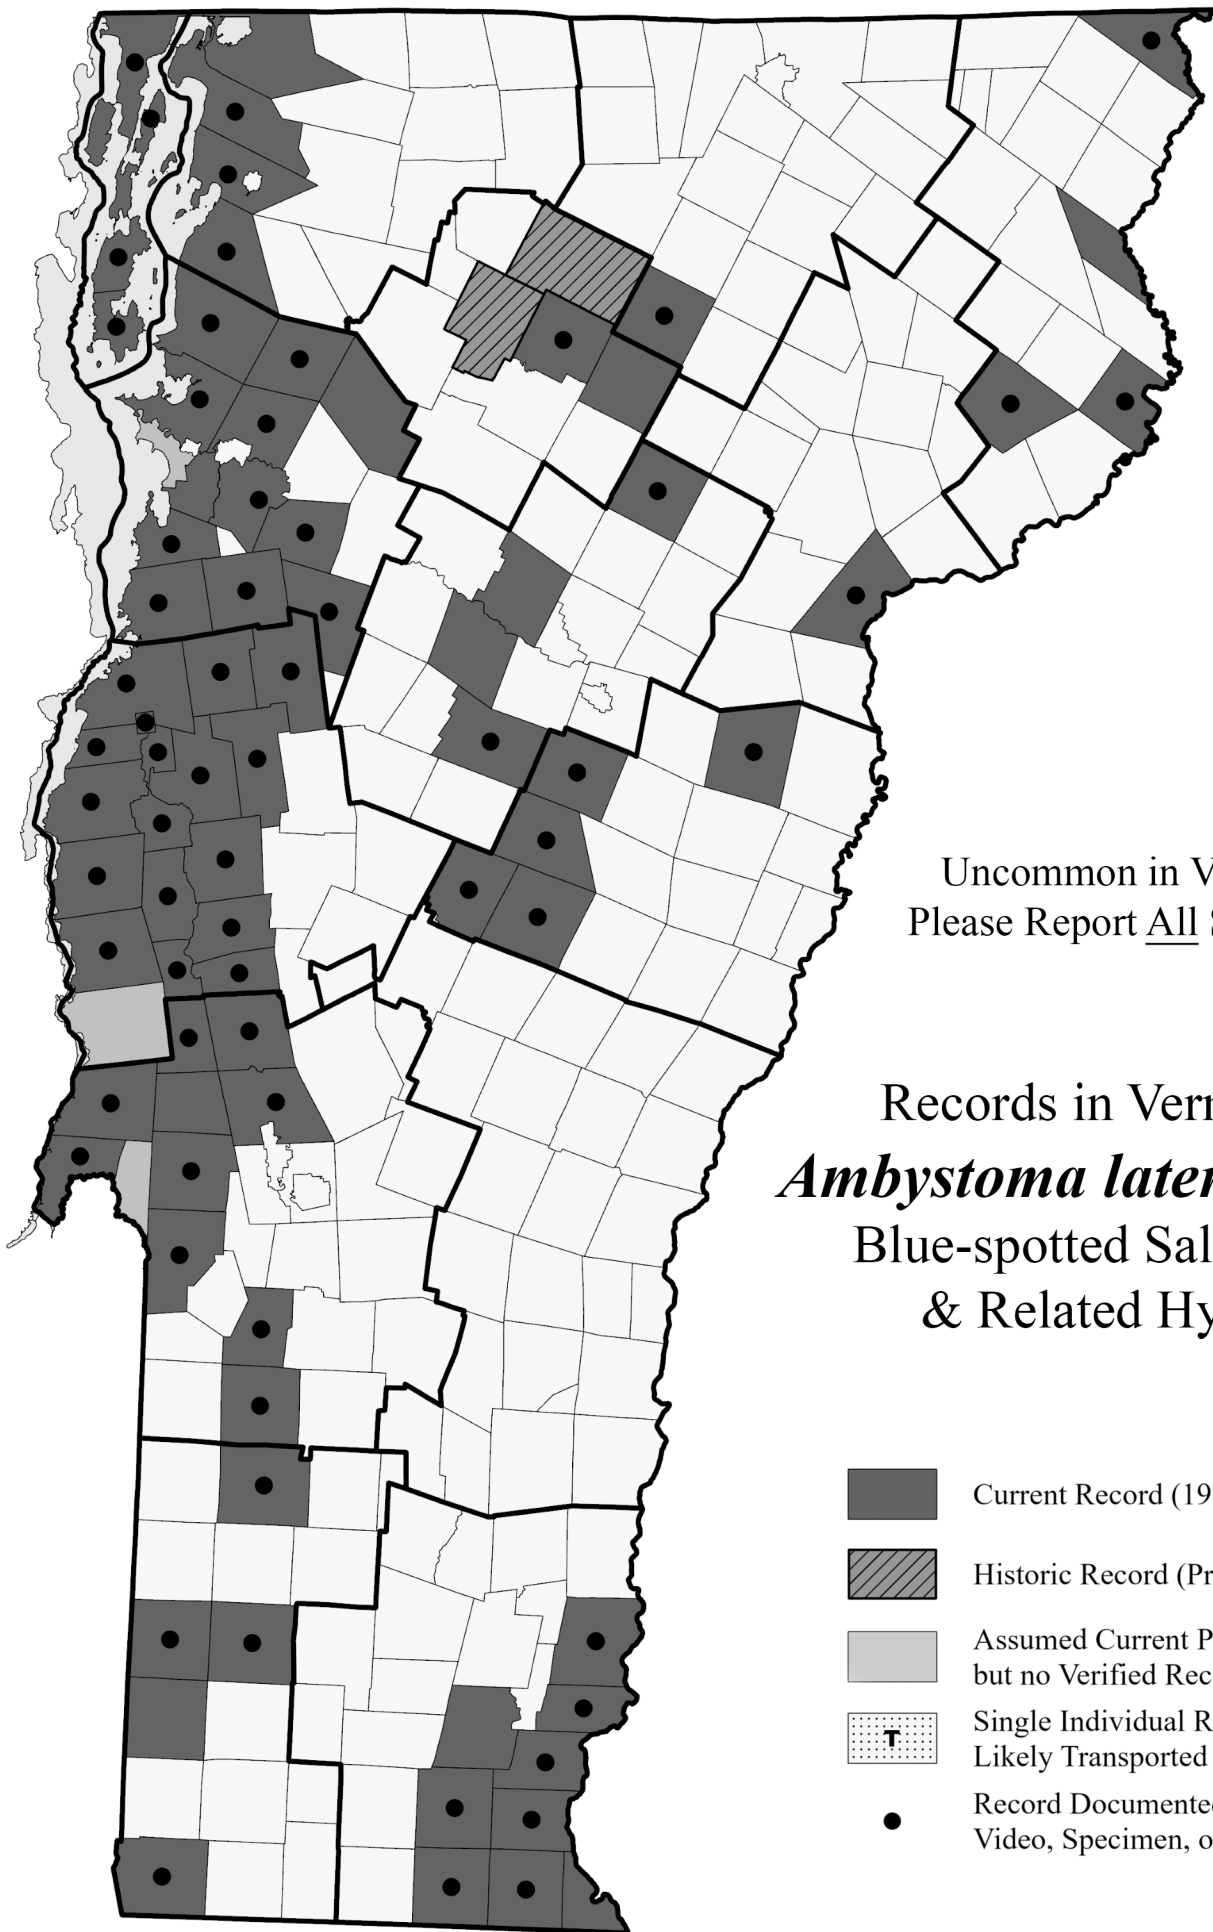 Uncommon in V
Please Report All S
Records in Verr
Ambystoma later
Blue-spotted Sal
& Related Hy
Current Record (19
Historic Record (Pr
Assumed Current P
but no Verified Rec
Single Individual R
T
Likely Transported
Record Documented
Video, Specimen, o